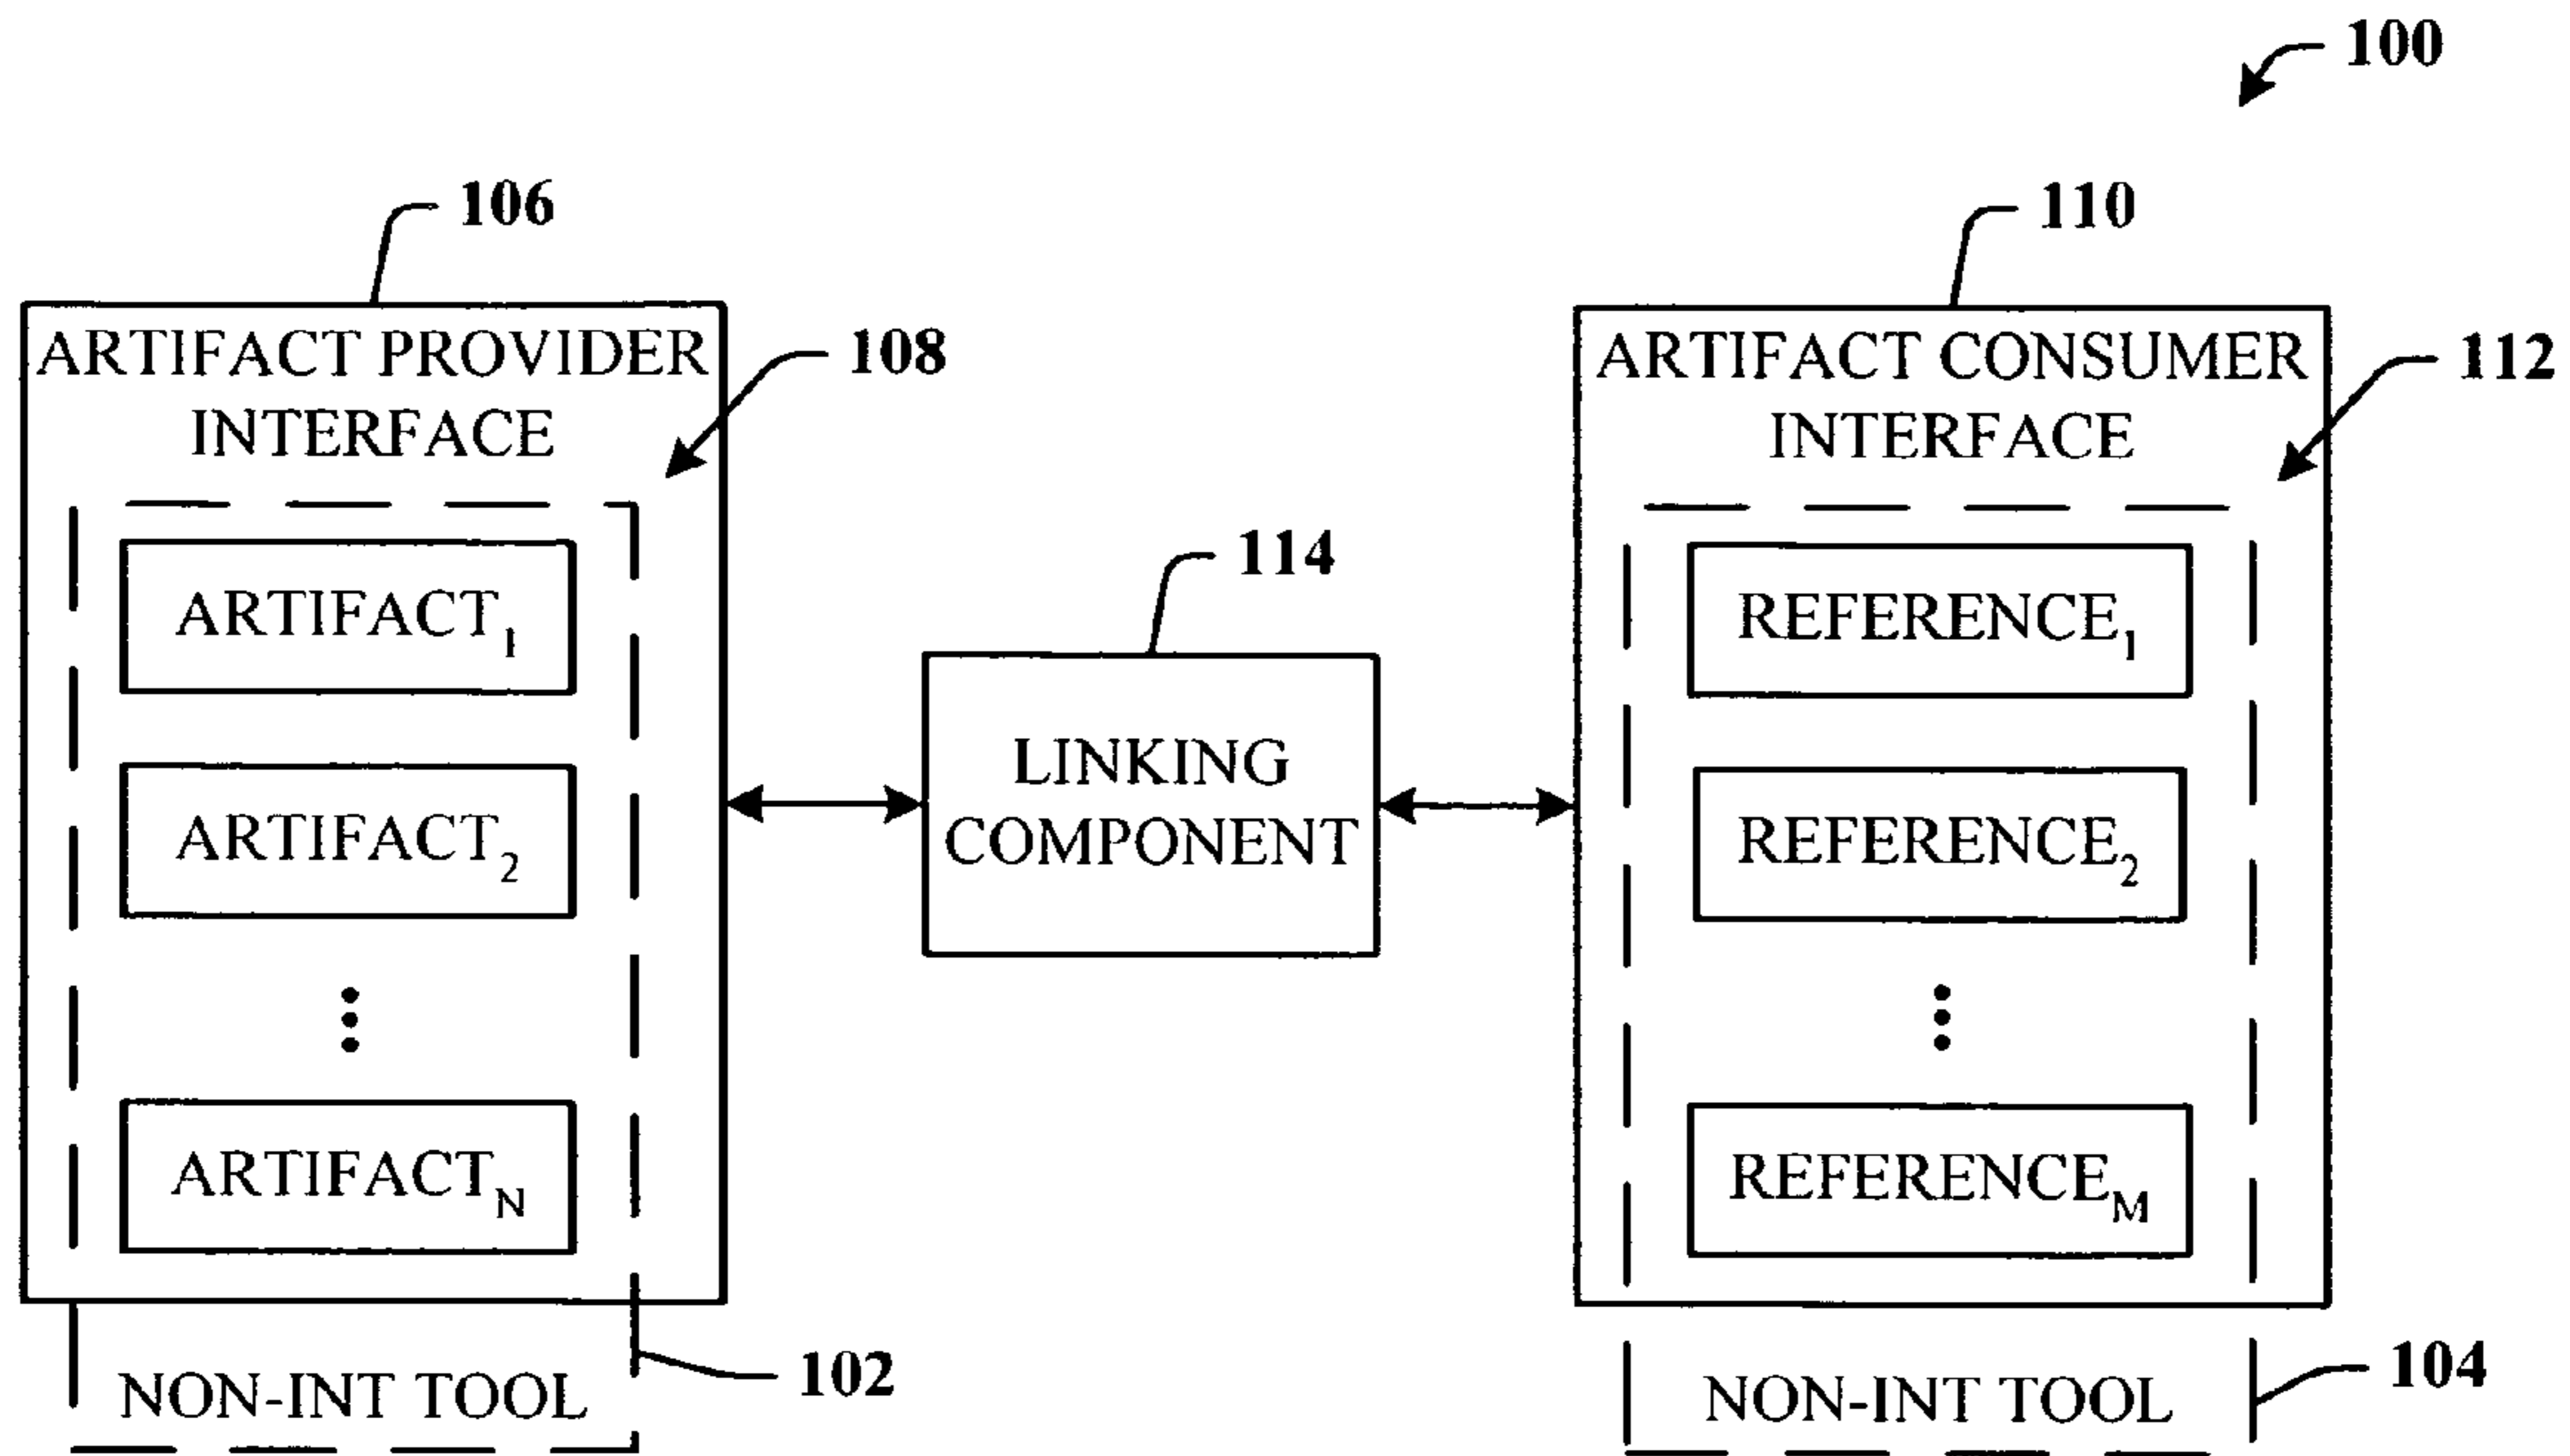 100
106
110
ARTIFACT PROVIDER
INTERFACE
108
ARTIFACT CONSUMER
INTERFACE
112
ARTIFACT1
ARTIFACT2
ARTIFACTN
NON-INT TOOL
102
114
LINKING
COMPONENT
REFERENCE1
REFERENCE2
REFERENCEM
NON-INT TOOL
104